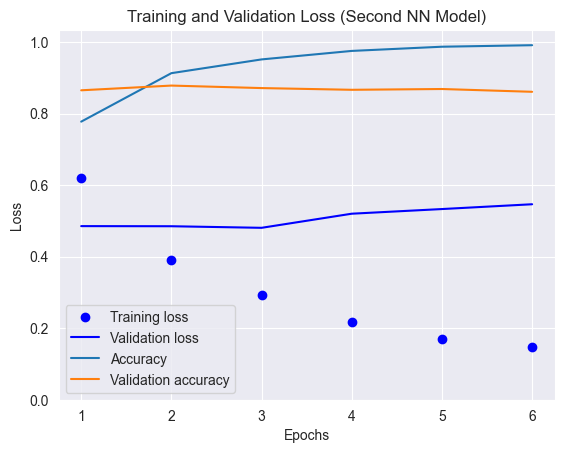 Training and Validation Loss (Second NN Model)
1.0
0.8
0.6
0.4
0.2
0.0
Loss
Training loss
Validation loss
Accuracy
Validation accuracy
1 2 3 4 5 6
Epochs